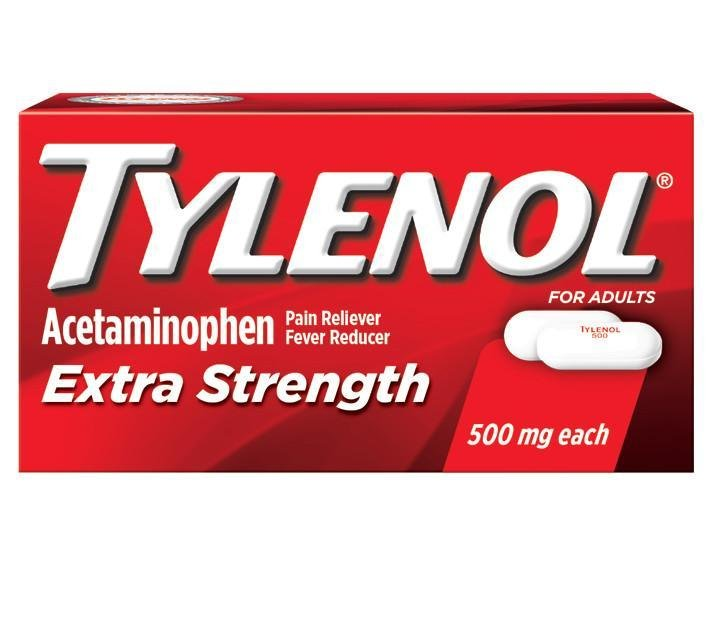 TYLENOL®
FOR ADULTS
Acetaminophen Pain Reliever
Fever Reducer
TYLENOL
500
Extra Strength
500 mg each